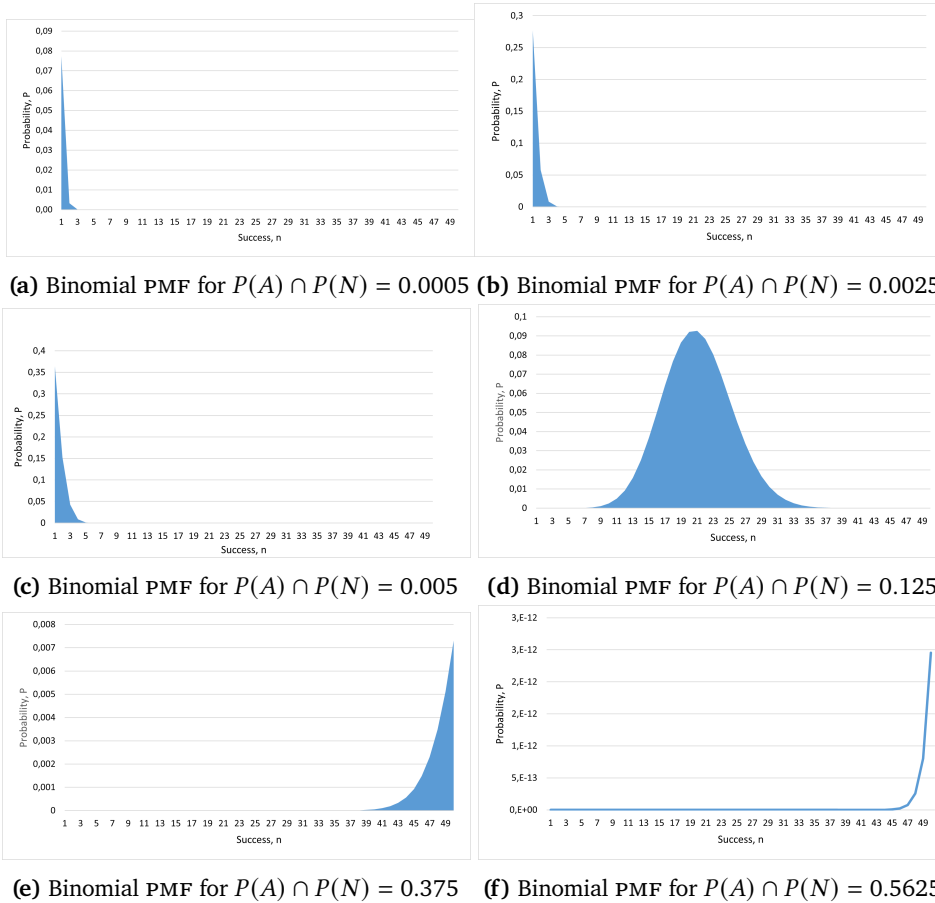 0,09
0,08
0,07
0,06
0,05
0,04
0,03
0,02
0,01
0,00
Probability, P
1 3 5 7 9 11 13 15 17 19 21 23 25 27 29 31 33 35 37 39 41 43 45 47 49
Success, n
0,3
0,25
0,2
0,15
0,1
0,05
0
Probability, P
1 3 5 7 9 11 13 15 17 19 21 23 25 27 29 31 33 35 37 39 41 43 45 47 49
Success, n
(a) Binomial PMF for P(A) ∩ P(N) = 0.0005
(b) Binomial PMF for P(A) ∩ P(N) = 0.0025
0,4
0,35
0,3
0,25
0,2
0,15
0,1
0,05
0
Probability, P
1 3 5 7 9 11 13 15 17 19 21 23 25 27 29 31 33 35 37 39 41 43 45 47 49
Success, n
0,1
0,09
0,08
0,07
0,06
0,05
0,04
0,03
0,02
0,01
0
Probability, P
1 3 5 7 9 11 13 15 17 19 21 23 25 27 29 31 33 35 37 39 41 43 45 47 49
Success, n
(c) Binomial PMF for P(A) ∩ P(N) = 0.005
(d) Binomial PMF for P(A) ∩ P(N) = 0.125
0,008
0,007
0,006
0,005
0,004
0,003
0,002
0,001
0
Probability, P
1 3 5 7 9 11 13 15 17 19 21 23 25 27 29 31 33 35 37 39 41 43 45 47 49
Success, n
3,E-12
3,E-12
2,E-12
2,E-12
1,E-12
5,E-13
0,E+00
Probability, P
1 3 5 7 9 11 13 15 17 19 21 23 25 27 29 31 33 35 37 39 41 43 45 47 49
Success, n
(e) Binomial PMF for P(A) ∩ P(N) = 0.375
(f) Binomial PMF for P(A) ∩ P(N) = 0.5625